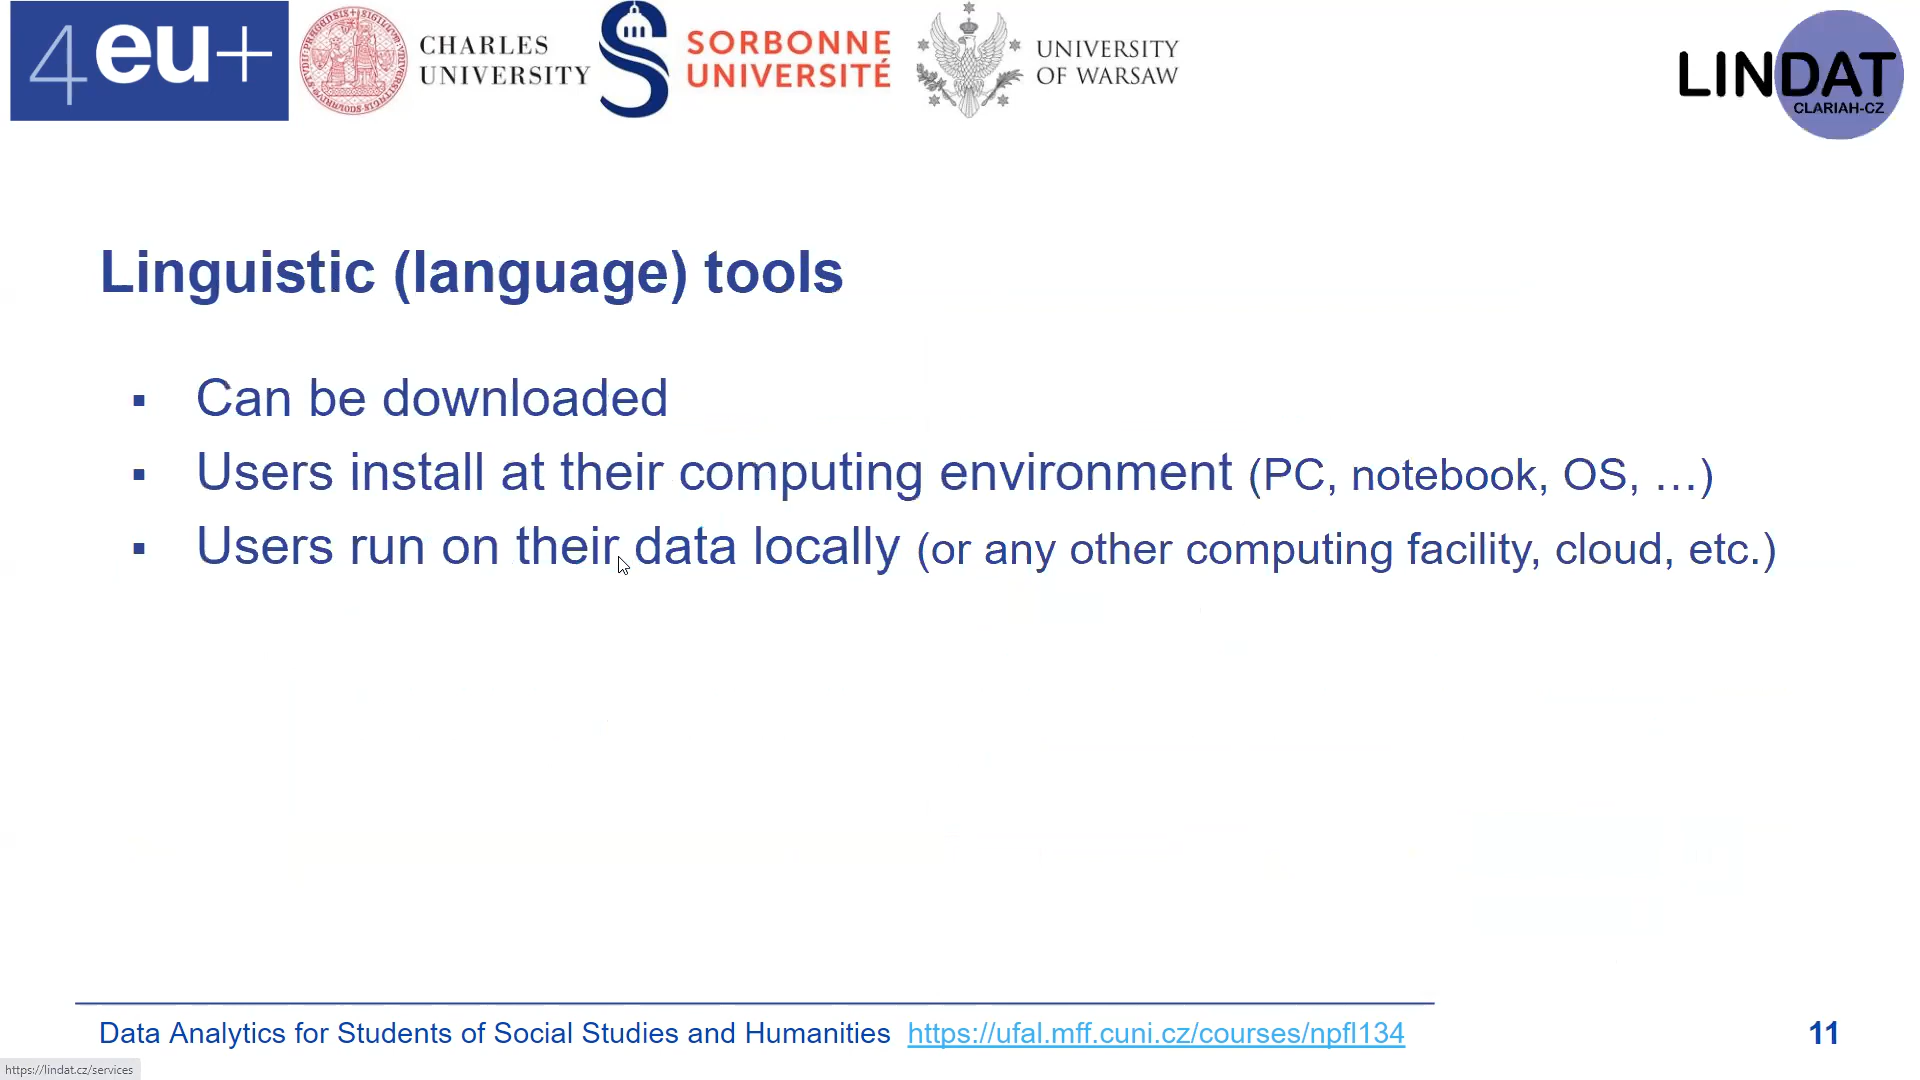 4eu+
CHARLES
UNIVERSITY
SORBONNE
UNIVERSITÉ
UNIVERSITY
OF WARSAW
LINDAT
CLARIAH-CZ
Linguistic (language) tools
▪ Can be downloaded
▪ Users install at their computing environment (PC, notebook, OS, …)
▪ Users run on their data locally (or any other computing facility, cloud, etc.)
Data Analytics for Students of Social Studies and Humanities https://ufal.mff.cuni.cz/courses/npfl134
11
https://lindat.cz/services